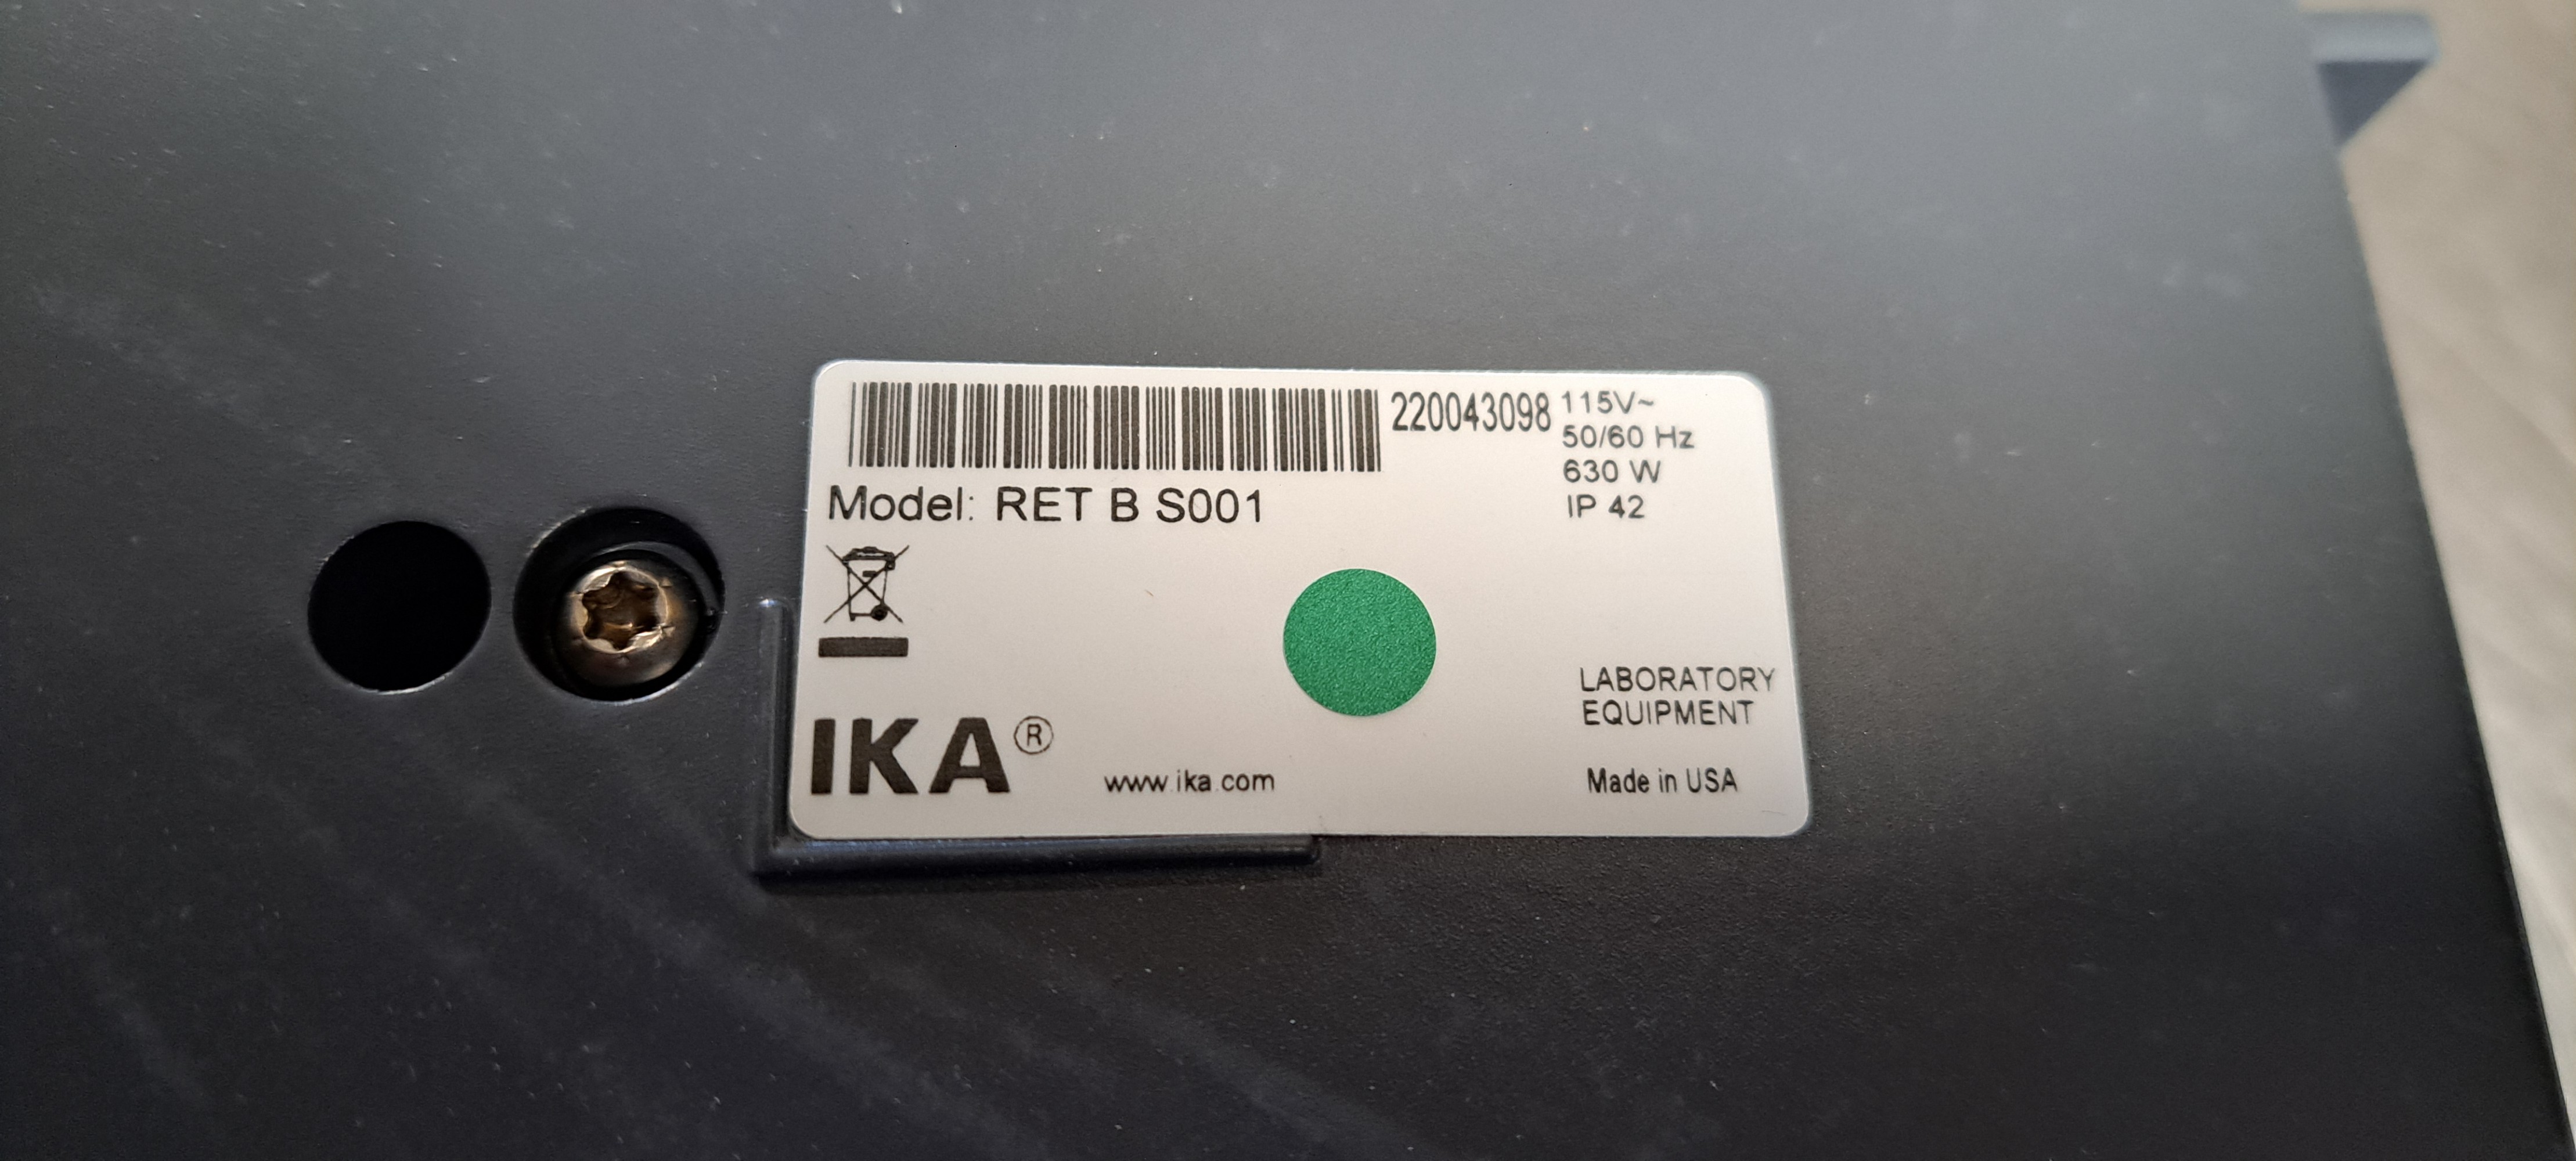 220043098
115V~
50/60 Hz
630 W
IP 42
Model: RET B S001
LABORATORY
EQUIPMENT
IKA®
www.ika.com
Made in USA